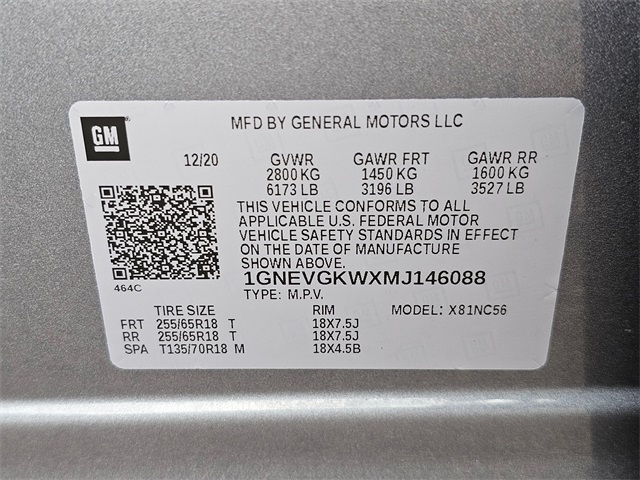 GM
MFD BY GENERAL MOTORS LLC
12/20 GVWR GAWR FRT GAWR RR
2800 KG 1450 KG 1600 KG
6173 LB 3196 LB 3527 LB
THIS VEHICLE CONFORMS TO ALL
APPLICABLE U.S. FEDERAL MOTOR
VEHICLE SAFETY STANDARDS IN EFFECT
ON THE DATE OF MANUFACTURE
SHOWN ABOVE.
464C
1GNEVGKWXMJ146088
TYPE: M.P.V.
TIRE SIZE RIM MODEL: X81NC56
FRT 255/65R18 T 18X7.5J
RR 255/65R18 T 18X7.5J
SPA T135/70R18 M 18X4.5B